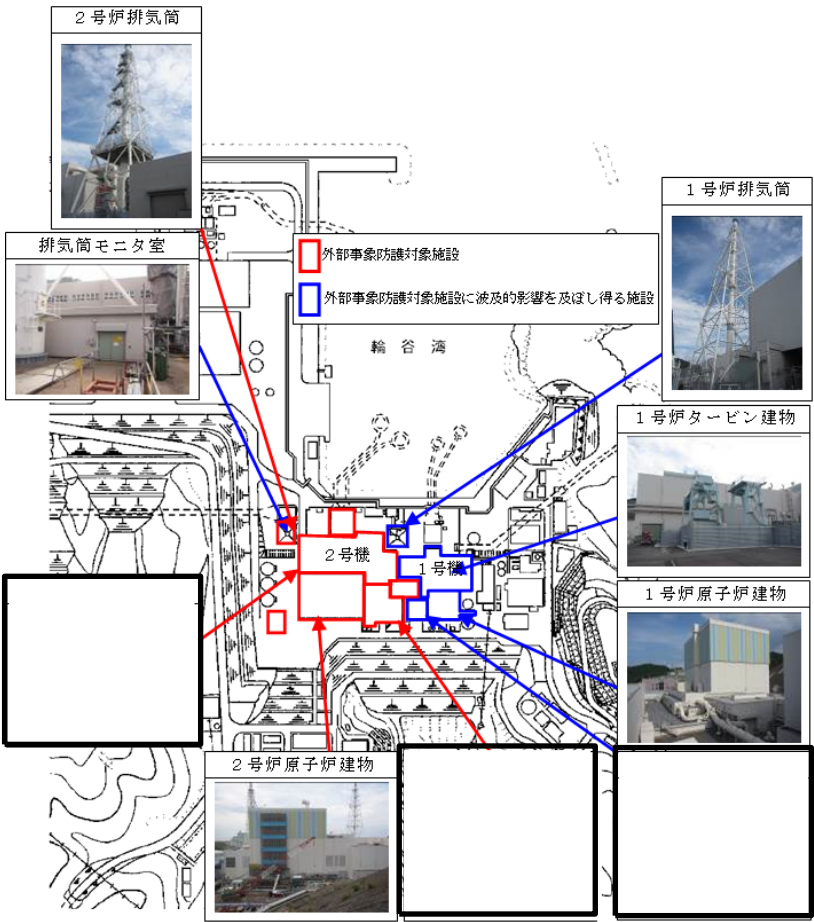 2号炉排気筒
1号炉排気筒
排気筒モニタ室
外部事象防護対象施設
外部事象防護対象施設に波及的影響を及ぼし得る施設
輪谷湾
1号炉タービン建物
2号機
1号機
1号炉原子炉建物
2号炉原子炉建物